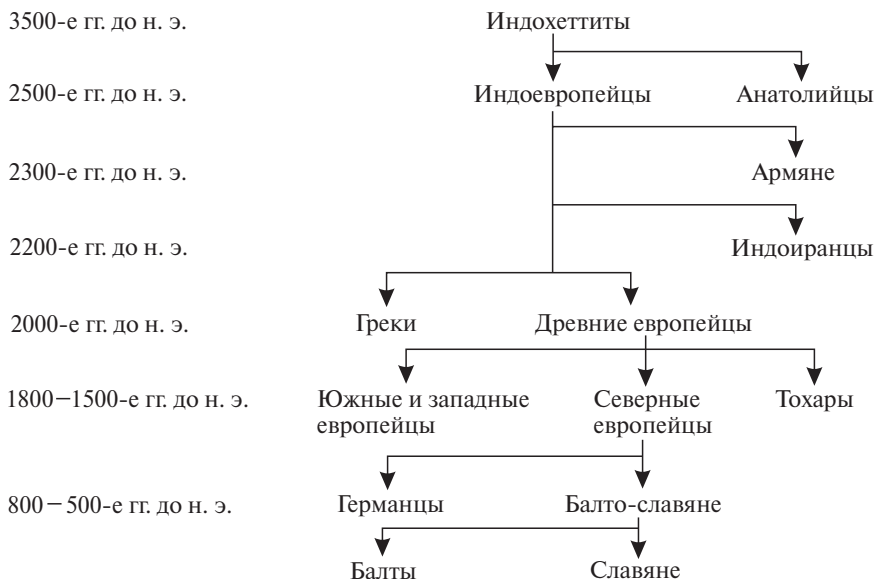 3500-е гг. до н. э. Индохеттиты
2500-е гг. до н. э. Индоевропейцы Анатолийцы
2300-е гг. до н. э. Армяне
2200-е гг. до н. э. Индоиранцы
2000-е гг. до н. э. Греки Древние европейцы
1800–1500-е гг. до н. э. Южные и западные Северные Тохары
европейцы европейцы
800–500-е гг. до н. э. Германцы Балто-славяне
Балты Славяне